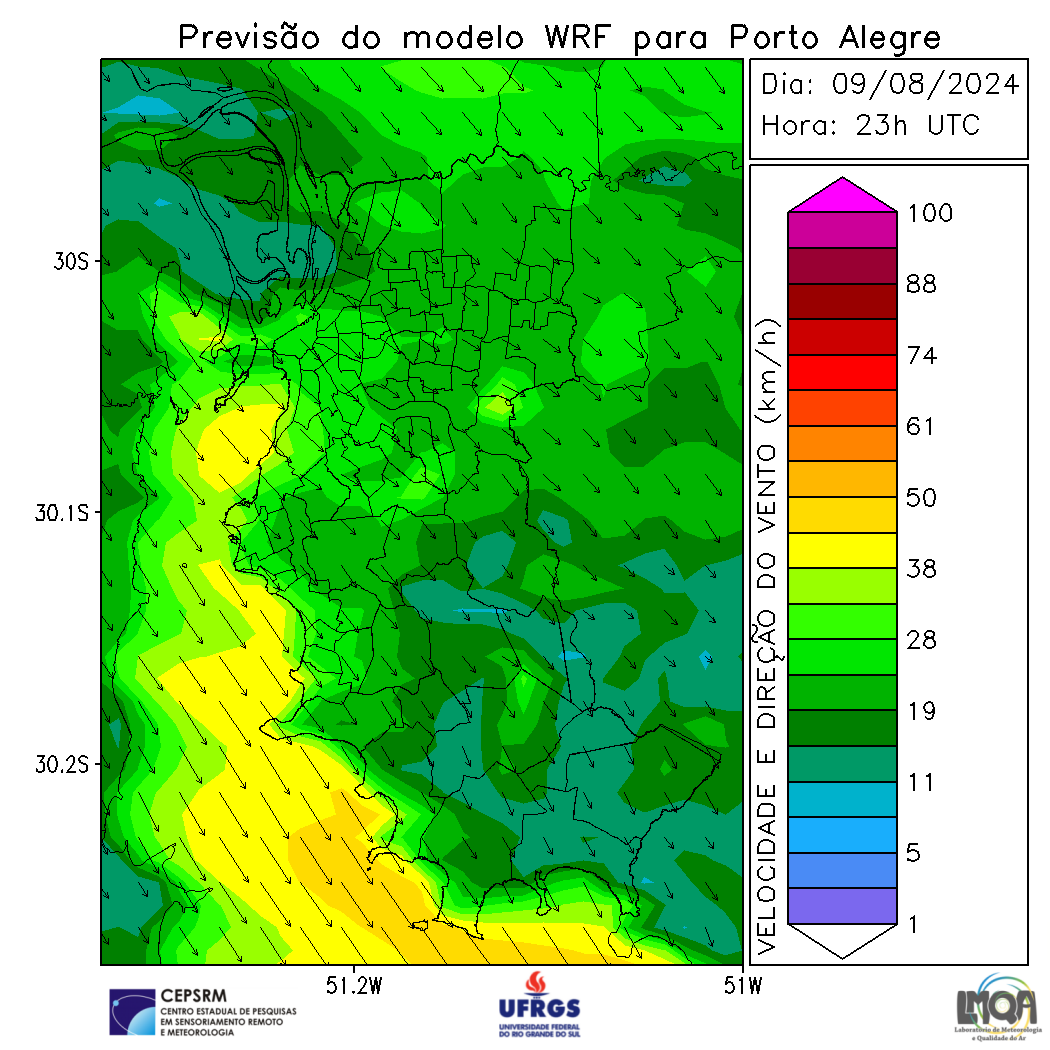 Previsão do modelo WRF para Porto Alegre
Dia: 09/08/2024
Hora: 23h UTC
30S
30.1S
30.2S
51.2W
51W
VELOCIDADE E DIREÇÃO DO VENTO (km/h)
100
88
74
61
50
38
28
19
11
5
1
CEPSRM
CENTRO ESTADUAL DE PESQUISAS
EM SENSORIAMENTO REMOTO
E METEOROLOGIA
UFRGS
UNIVERSIDADE FEDERAL
DO RIO GRANDE DO SUL
LMQA
Laboratório de Meteorologia
e Qualidade do Ar